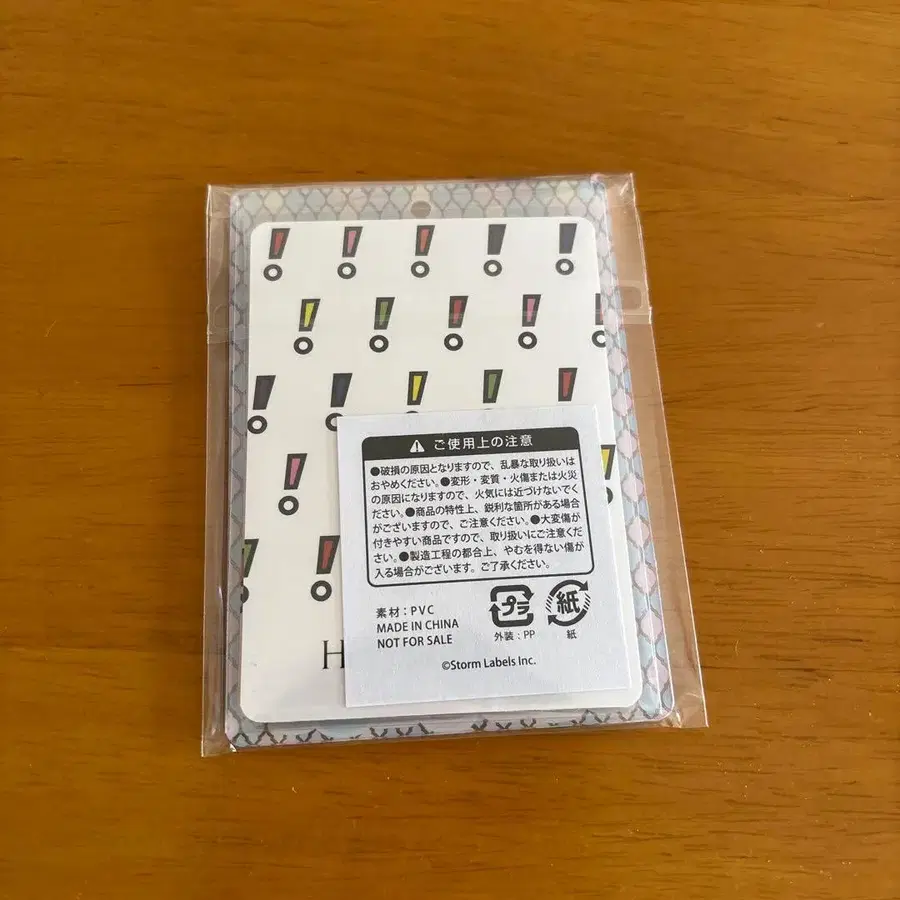 ご使用上の注意
●破損の原因となりますので、乱暴な取り扱いは
おやめください。●変形・変質・火傷または火災
の原因になりますので、火気には近づけないでく
ださい。●商品の特性上、鋭利な箇所がある場合
がございますので、ご注意ください。●大変傷が
付きやすい商品ですので、取り扱いにご注意くだ
さい。●製造工程の都合上、やむを得ない傷が
入る場合がございます。ご了承ください。
素材：PVC
MADE IN CHINA
NOT FOR SALE
プラ
外装：PP
紙
紙
©Storm Labels Inc.
H